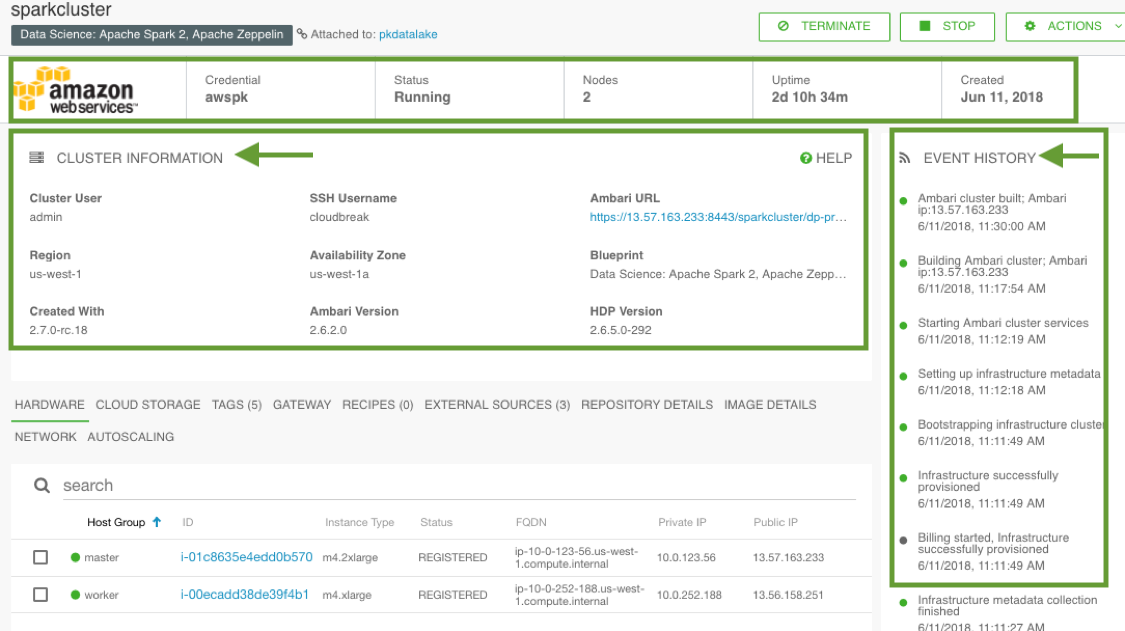 sparkcluster
Data Science: Apache Spark 2, Apache Zeppelin
Attached to: pkdatalake
TERMINATE
STOP
ACTIONS
amazon
webservices™
Credential
awspk
Status
Running
Nodes
2
Uptime
2d 10h 34m
Created
Jun 11, 2018
CLUSTER INFORMATION
HELP
Cluster User
admin
SSH Username
cloudbreak
Ambari URL
https://13.57.163.233:8443/sparkcluster/dp-pr...
Region
us-west-1
Availability Zone
us-west-1a
Blueprint
Data Science: Apache Spark 2, Apache Zepp...
Created With
2.7.0-rc.18
Ambari Version
2.6.2.0
HDP Version
2.6.5.0-292
EVENT HISTORY
Ambari cluster built; Ambari
ip:13.57.163.233
6/11/2018, 11:30:00 AM
Building Ambari cluster; Ambari
ip:13.57.163.233
6/11/2018, 11:17:54 AM
Starting Ambari cluster services
6/11/2018, 11:12:19 AM
Setting up infrastructure metadata
6/11/2018, 11:12:18 AM
Bootstrapping infrastructure cluster
6/11/2018, 11:11:49 AM
Infrastructure successfully
provisioned
6/11/2018, 11:11:49 AM
Billing started, Infrastructure
successfully provisioned
6/11/2018, 11:11:49 AM
Infrastructure metadata collection
finished
6/11/2018, 11:11:27 AM
HARDWARE CLOUD STORAGE TAGS (5) GATEWAY RECIPES (0) EXTERNAL SOURCES (3) REPOSITORY DETAILS IMAGE DETAILS
NETWORK AUTOSCALING
search
Host Group ID Instance Type Status FQDN Private IP Public IP
master i-01c8635e4edd0b570 m4.2xlarge REGISTERED ip-10-0-123-56.us-west-1.compute.internal 10.0.123.56 13.57.163.233
worker i-00ecadd38de39f4b1 m4.xlarge REGISTERED ip-10-0-252-188.us-west-1.compute.internal 10.0.252.188 13.56.158.251